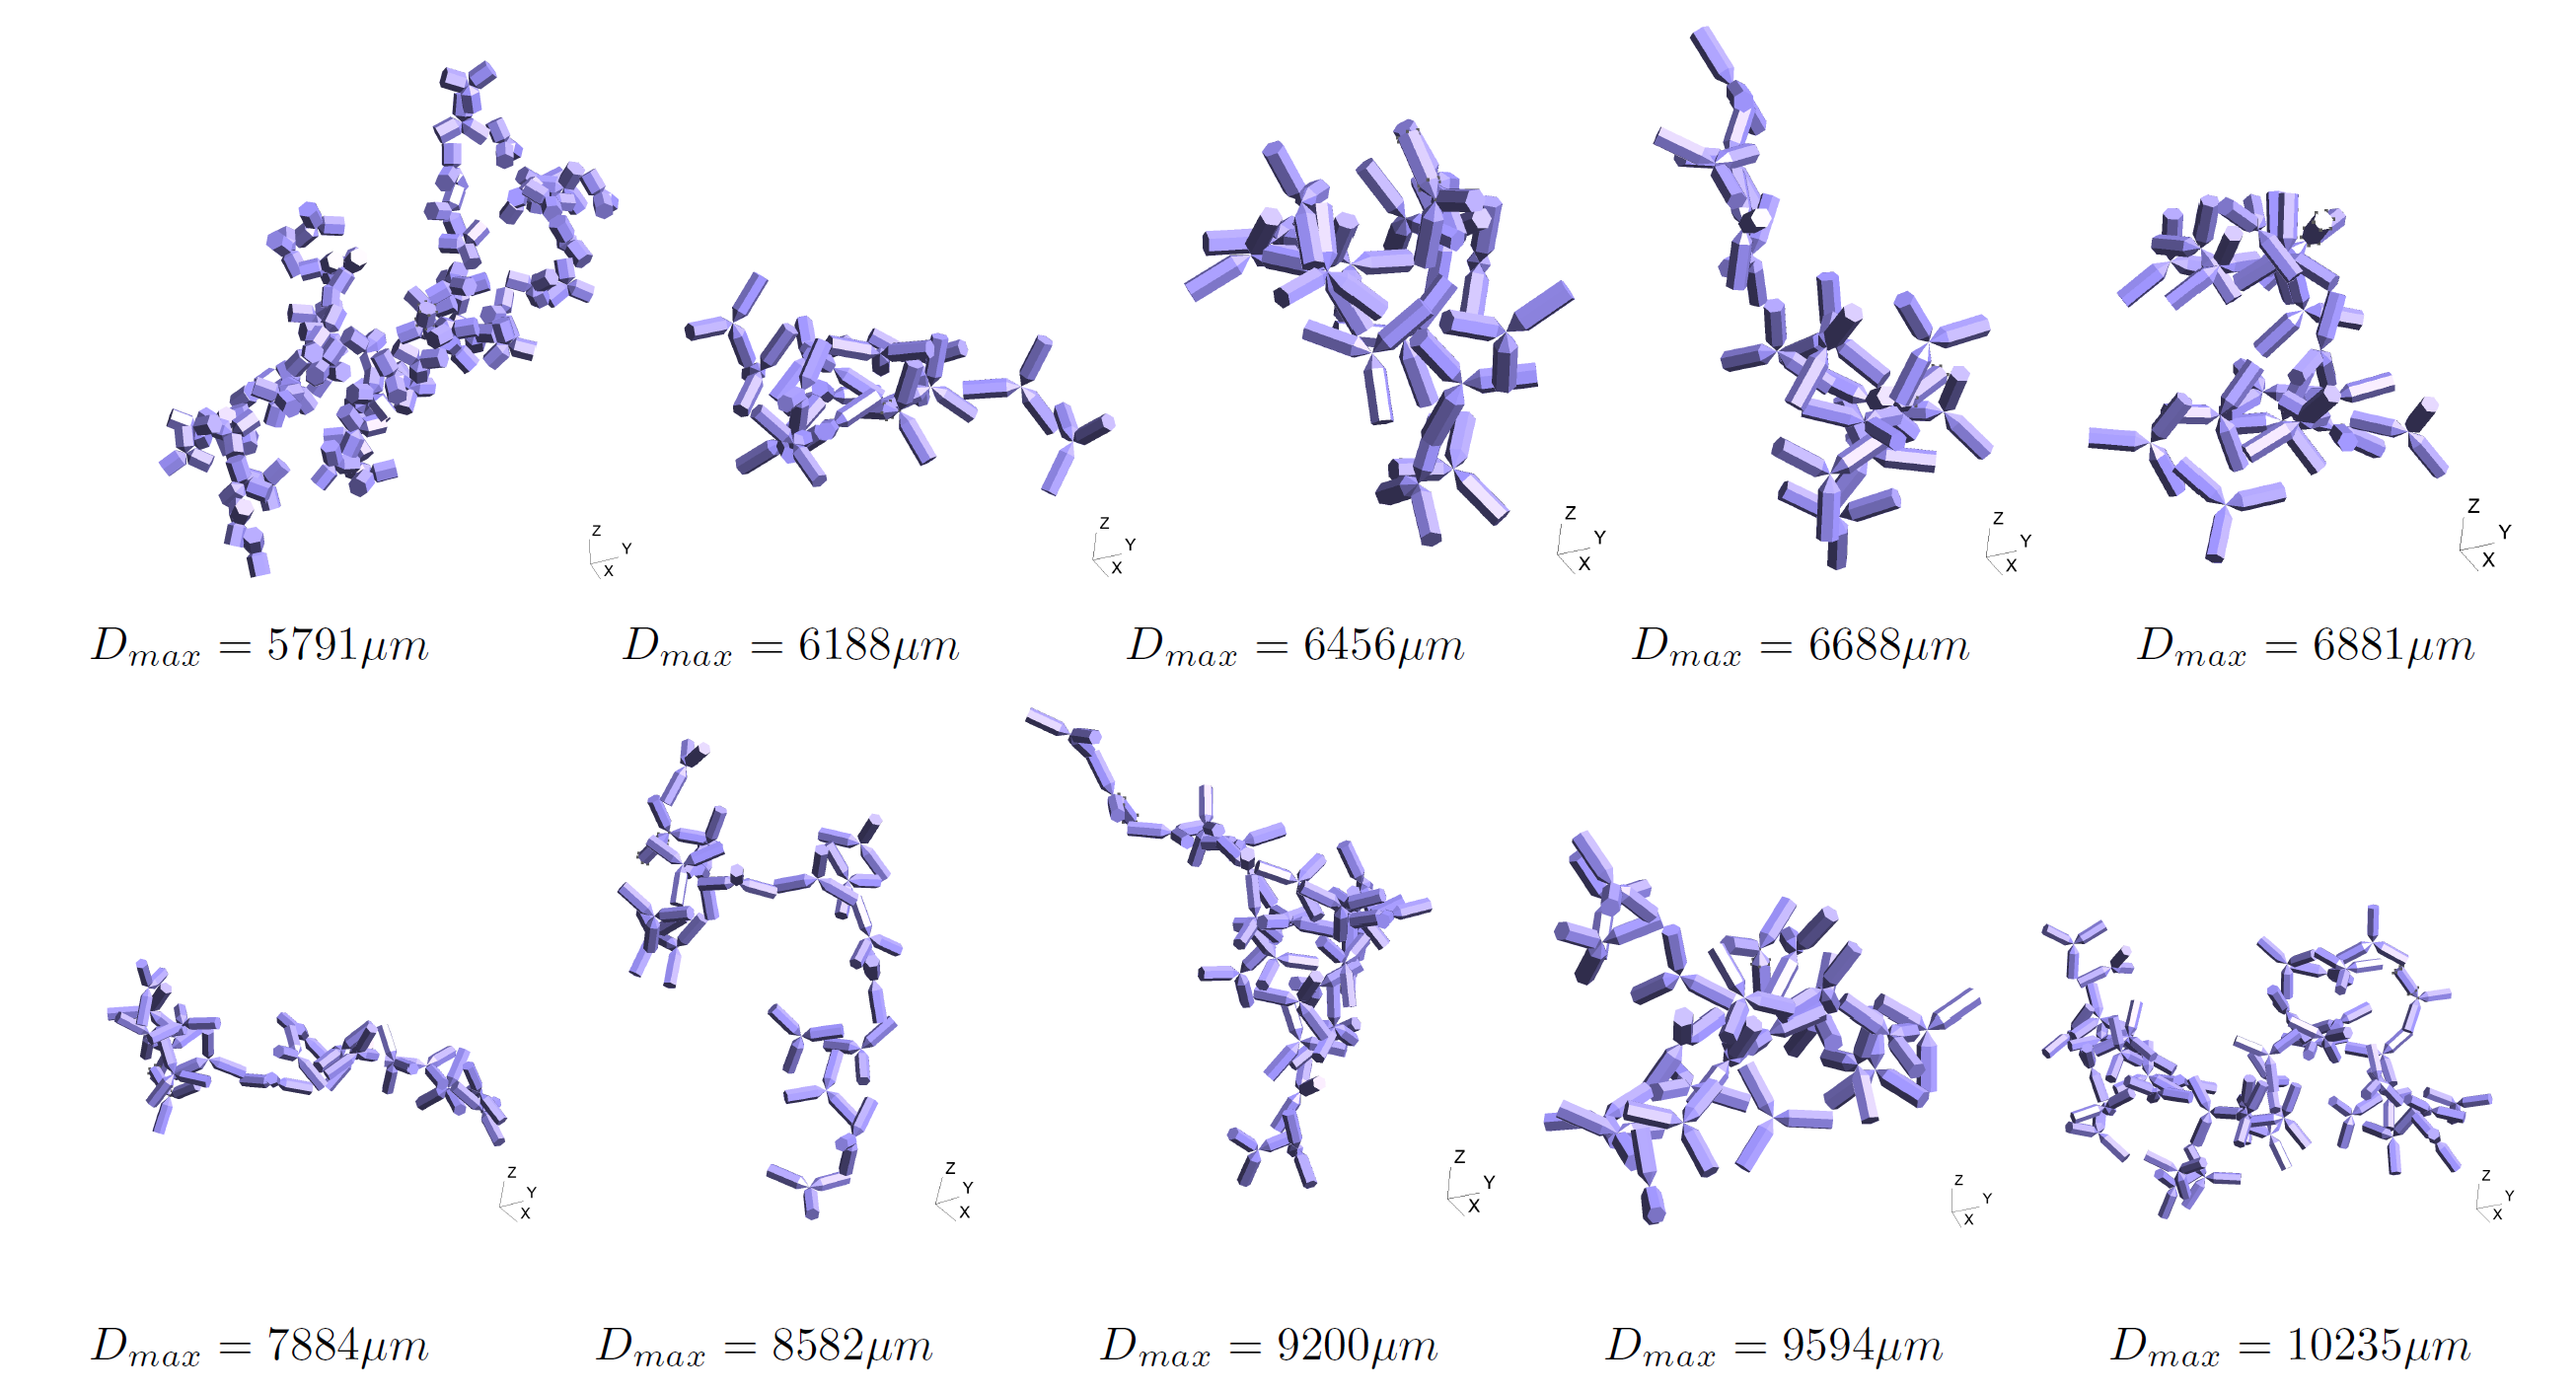 Z Y X Z Y X Z Y X Z Y X Z Y X
D_max = 5791μm D_max = 6188μm D_max = 6456μm D_max = 6688μm D_max = 6881μm
Z Y X Z Y X Z Y X Z Y X Z Y X
D_max = 7884μm D_max = 8582μm D_max = 9200μm D_max = 9594μm D_max = 10235μm